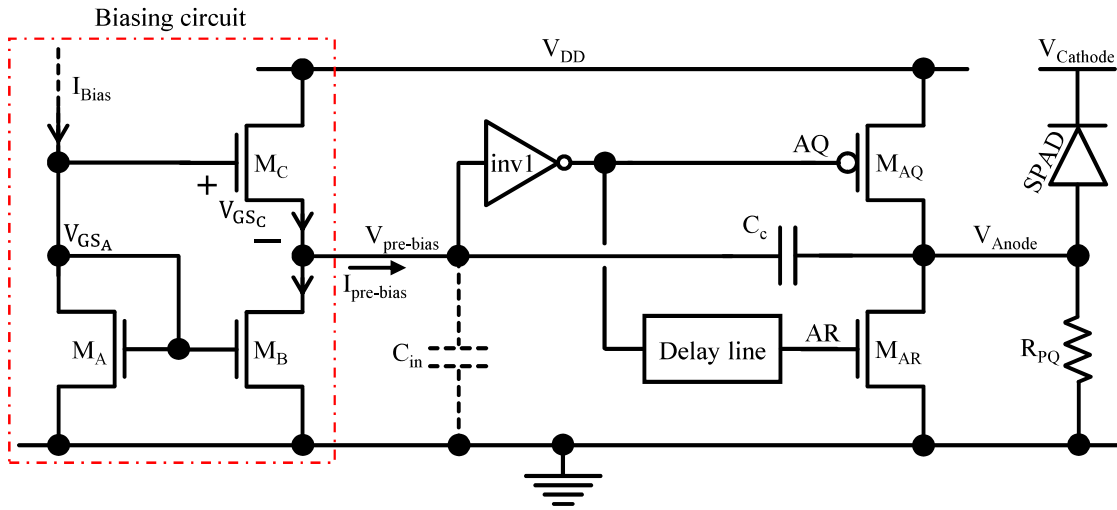 Biasing circuit
V_DD
V_Cathode
I_Bias
AQ
M_AQ
SPAD
M_C
inv1
+
V_GS_C
−
V_GS_A
V_pre-bias
C_c
V_Anode
I_pre-bias
M_A
M_B
C_in
Delay line
AR
M_AR
R_PQ